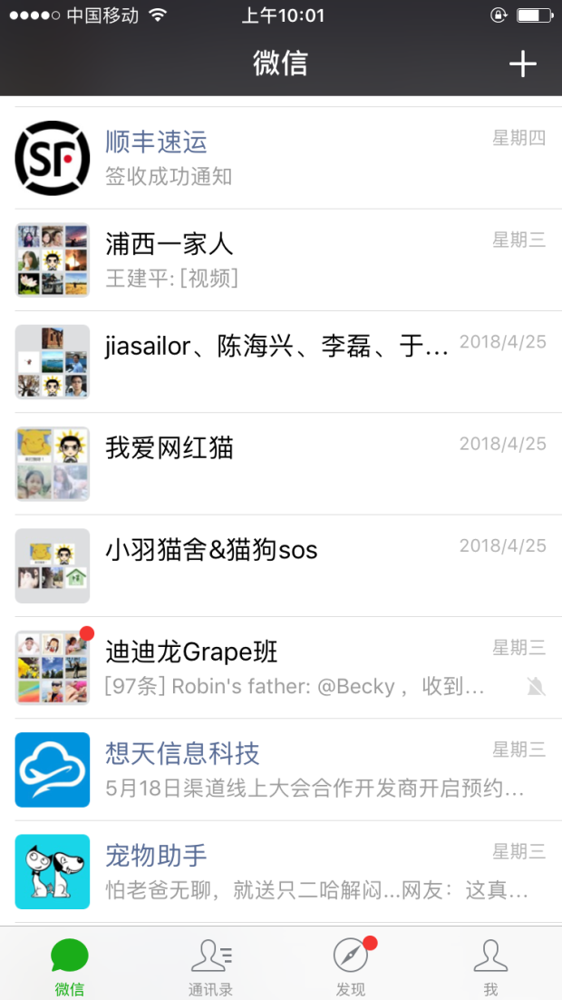 中国移动 上午10:01
微信
SF
顺丰速运 星期四
签收成功通知
浦西一家人 星期三
王建平: [视频]
jiasailor、陈海兴、李磊、于... 2018/4/25
我爱网红猫 2018/4/25
小羽猫舍&猫狗sos 2018/4/25
迪迪龙Grape班 星期三
[97条] Robin's father: @Becky ，收到...
想天信息科技 星期三
5月18日渠道线上大会合作开发商开启预约...
宠物助手 星期三
怕老爸无聊，就送只二哈解闷...网友：这真...
微信 通讯录 发现 我